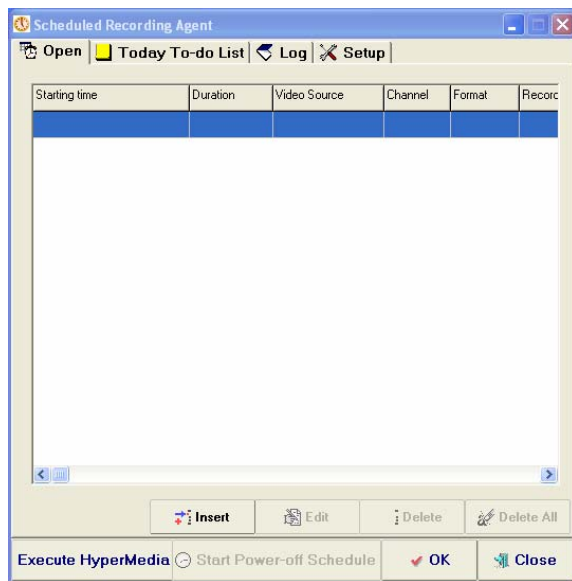 Scheduled Recording Agent
Open Today To-do List Log Setup
Starting time Duration Video Source Channel Format Record
Insert Edit Delete Delete All
Execute HyperMedia Start Power-off Schedule OK Close